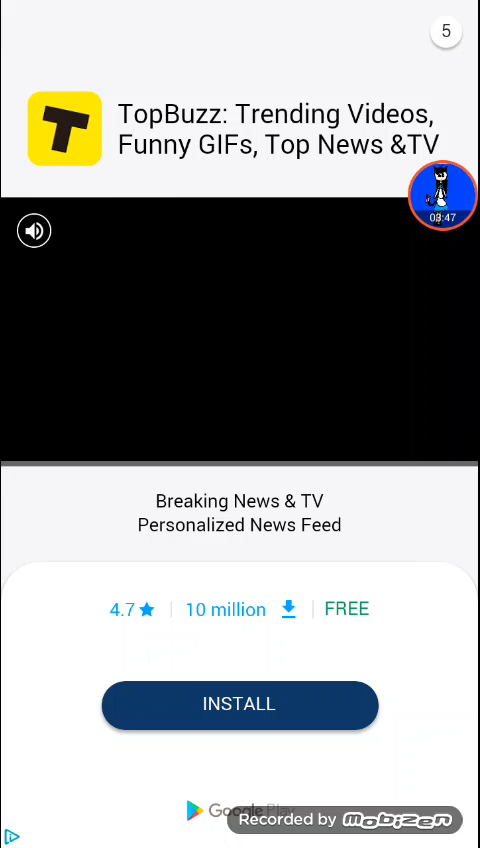 5
T
TopBuzz: Trending Videos,
Funny GIFs, Top News &TV
03:47
Breaking News & TV
Personalized News Feed
4.7 10 million FREE
INSTALL
Google Play
Recorded by MOBIZEN